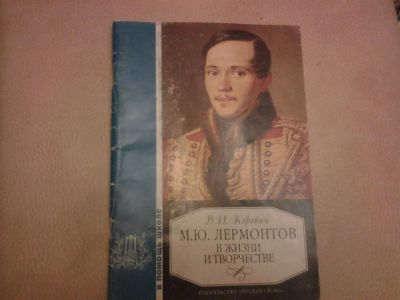 В ПОМОЩЬ ШКОЛЕ
В.И. Коровин
М.Ю. ЛЕРМОНТОВ
В ЖИЗНИ
И ТВОРЧЕСТВЕ
ИЗДАТЕЛЬСТВО «РУССКОЕ СЛОВО»